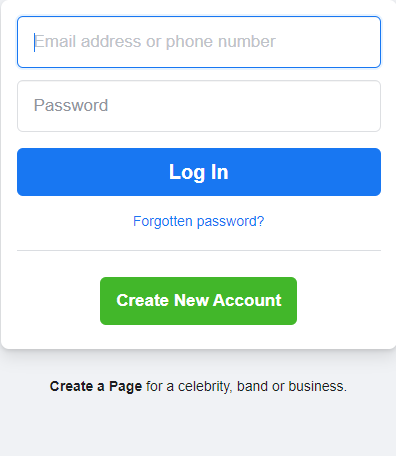 Email address or phone number
Password
Log In
Forgotten password?
Create New Account
Create a Page for a celebrity, band or business.